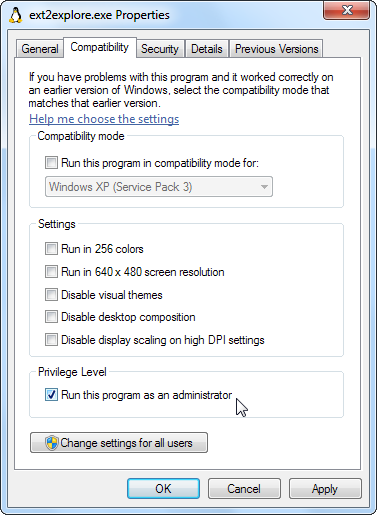 ext2explore.exe Properties
General Compatibility Security Details Previous Versions
If you have problems with this program and it worked correctly on
an earlier version of Windows, select the compatibility mode that
matches that earlier version.
Help me choose the settings
Compatibility mode
Run this program in compatibility mode for:
Windows XP (Service Pack 3)
Settings
Run in 256 colors
Run in 640 x 480 screen resolution
Disable visual themes
Disable desktop composition
Disable display scaling on high DPI settings
Privilege Level
Run this program as an administrator
Change settings for all users
OK Cancel Apply